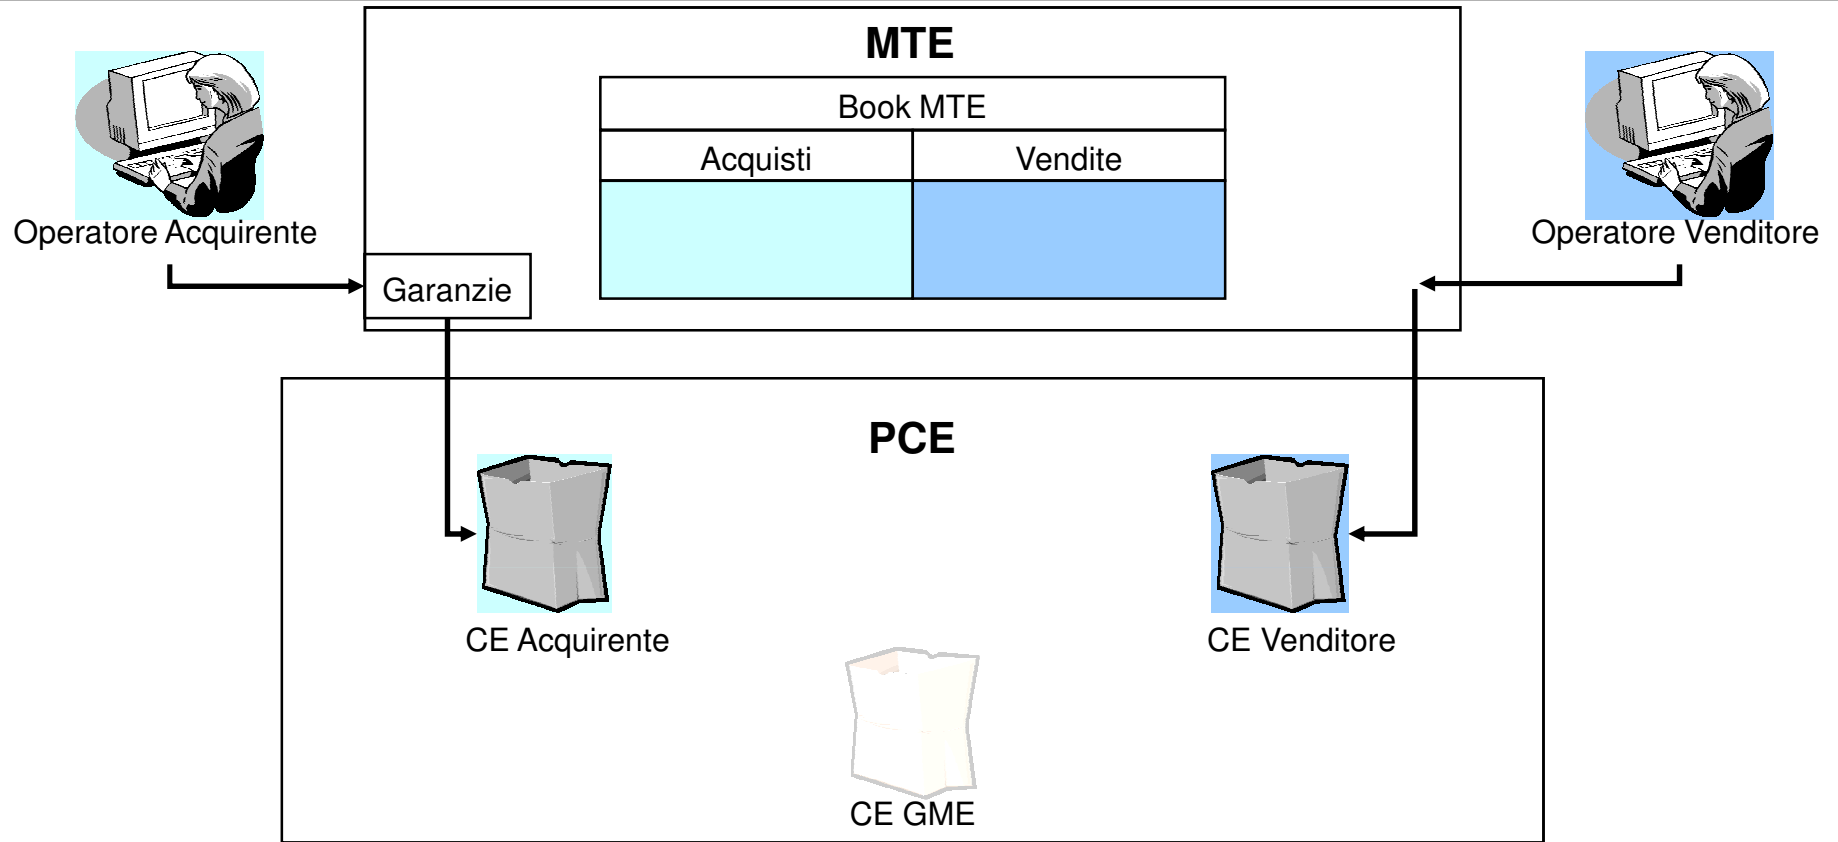 MTE
Book MTE
Acquisti
Vendite
Operatore Acquirente
Operatore Venditore
Garanzie
PCE
CE Acquirente
CE Venditore
CE GME